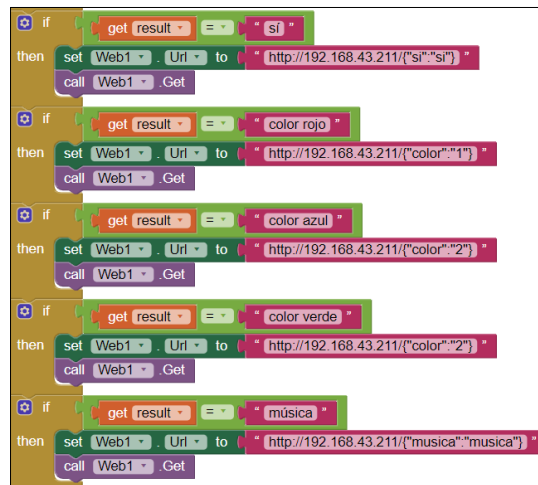 if get result = " sí "
then set Web1 . Url to " http://192.168.43.211/{"si":"si"} "
call Web1 .Get
if get result = " color rojo "
then set Web1 . Url to " http://192.168.43.211/{"color":"1"} "
call Web1 .Get
if get result = " color azul "
then set Web1 . Url to " http://192.168.43.211/{"color":"2"} "
call Web1 .Get
if get result = " color verde "
then set Web1 . Url to " http://192.168.43.211/{"color":"2"} "
call Web1 .Get
if get result = " música "
then set Web1 . Url to " http://192.168.43.211/{"musica":"musica"} "
call Web1 .Get